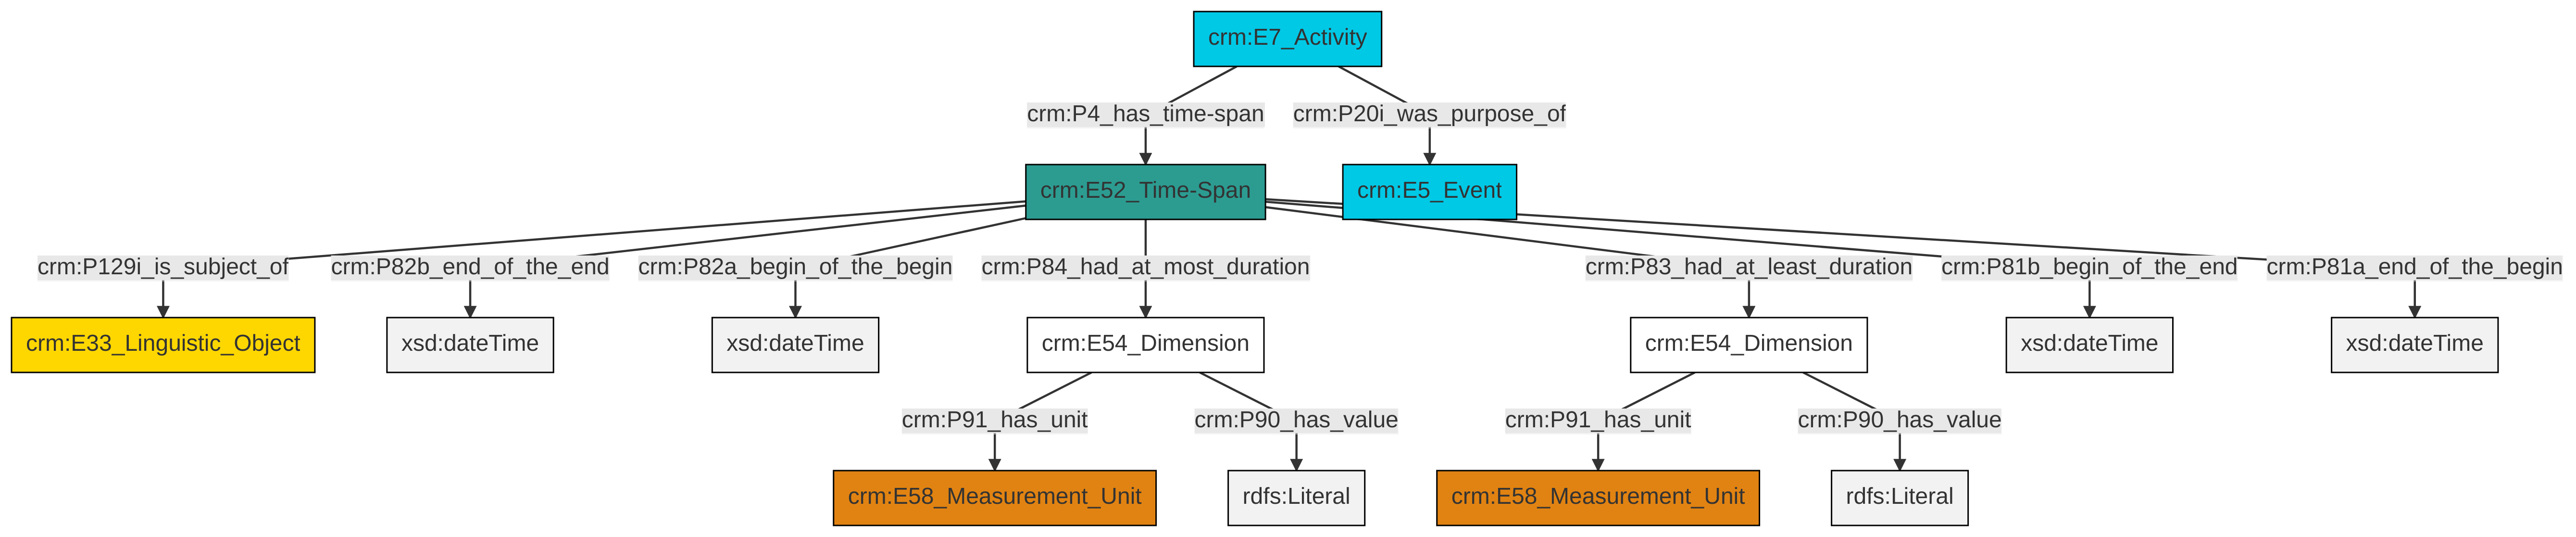 crm:E7_Activity
crm:P4_has_time-span
crm:P20i_was_purpose_of
crm:E52_Time-Span
crm:E5_Event
crm:P129i_is_subject_of
crm:P82b_end_of_the_end
crm:P82a_begin_of_the_begin
crm:P84_had_at_most_duration
crm:P83_had_at_least_duration
crm:P81b_begin_of_the_end
crm:P81a_end_of_the_begin
crm:E33_Linguistic_Object
xsd:dateTime
xsd:dateTime
crm:E54_Dimension
crm:E54_Dimension
xsd:dateTime
xsd:dateTime
crm:P91_has_unit
crm:P90_has_value
crm:P91_has_unit
crm:P90_has_value
crm:E58_Measurement_Unit
rdfs:Literal
crm:E58_Measurement_Unit
rdfs:Literal